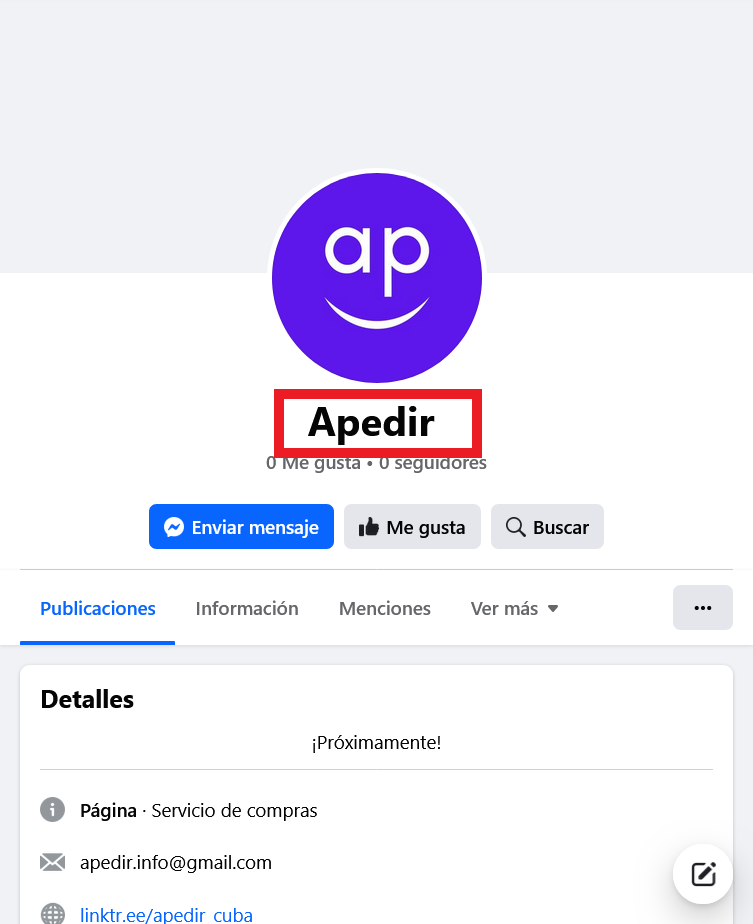 ap
Apedir
0 Me gusta • 0 seguidores
Enviar mensaje Me gusta Buscar
Publicaciones Información Menciones Ver más
Detalles
¡Próximamente!
Página · Servicio de compras
apedir.info@gmail.com
linktr.ee/apedir_cuba